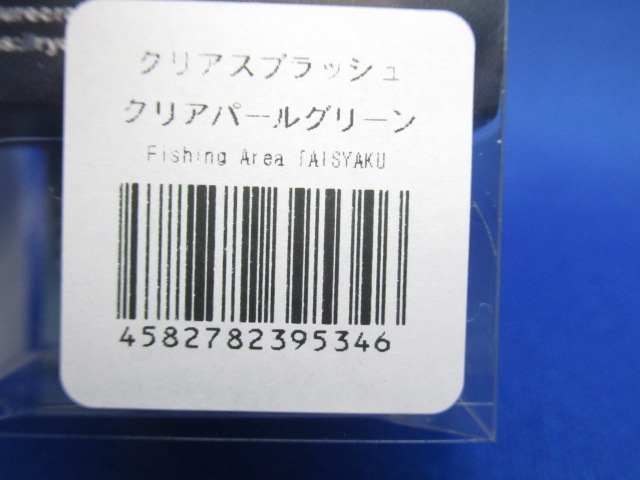 クリアスプラッシュ
クリアパールグリーン
Fishing Area TAISYAKU
4582782395346